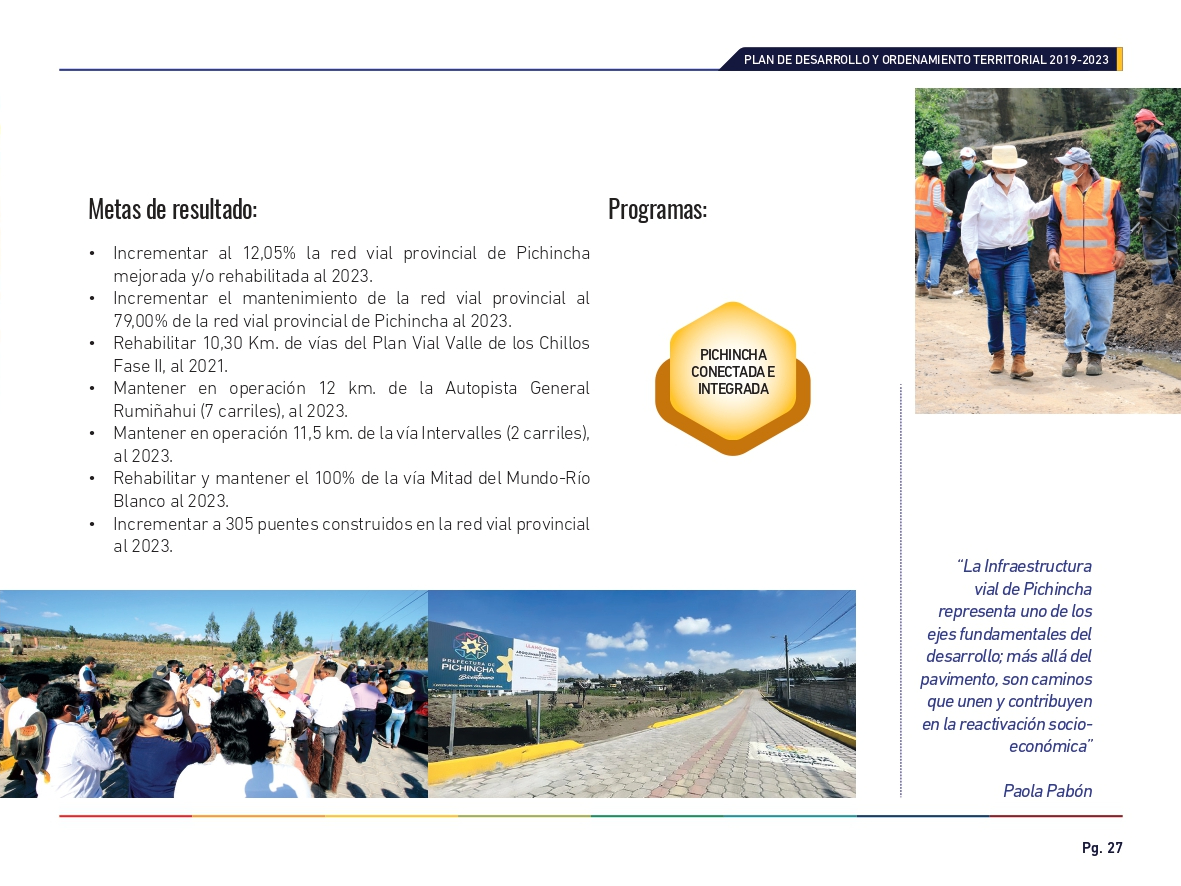 PLAN DE DESARROLLO Y ORDENAMIENTO TERRITORIAL 2019-2023
Metas de resultado:
• Incrementar al 12,05% la red vial provincial de Pichincha
mejorada y/o rehabilitada al 2023.
• Incrementar el mantenimiento de la red vial provincial al
79,00% de la red vial provincial de Pichincha al 2023.
• Rehabilitar 10,30 Km. de vías del Plan Vial Valle de los Chillos
Fase II, al 2021.
• Mantener en operación 12 km. de la Autopista General
Rumiñahui (7 carriles), al 2023.
• Mantener en operación 11,5 km. de la vía Intervalles (2 carriles),
al 2023.
• Rehabilitar y mantener el 100% de la vía Mitad del Mundo-Río
Blanco al 2023.
• Incrementar a 305 puentes construidos en la red vial provincial
al 2023.
Programas:
PICHINCHA
CONECTADA E
INTEGRADA
PREFECTURA DE
PICHINCHA
Bicentenario
“La Infraestructura
vial de Pichincha
representa uno de los
ejes fundamentales del
desarrollo; más allá del
pavimento, son caminos
que unen y contribuyen
en la reactivación socio-
económica”
Paola Pabón
Pg. 27